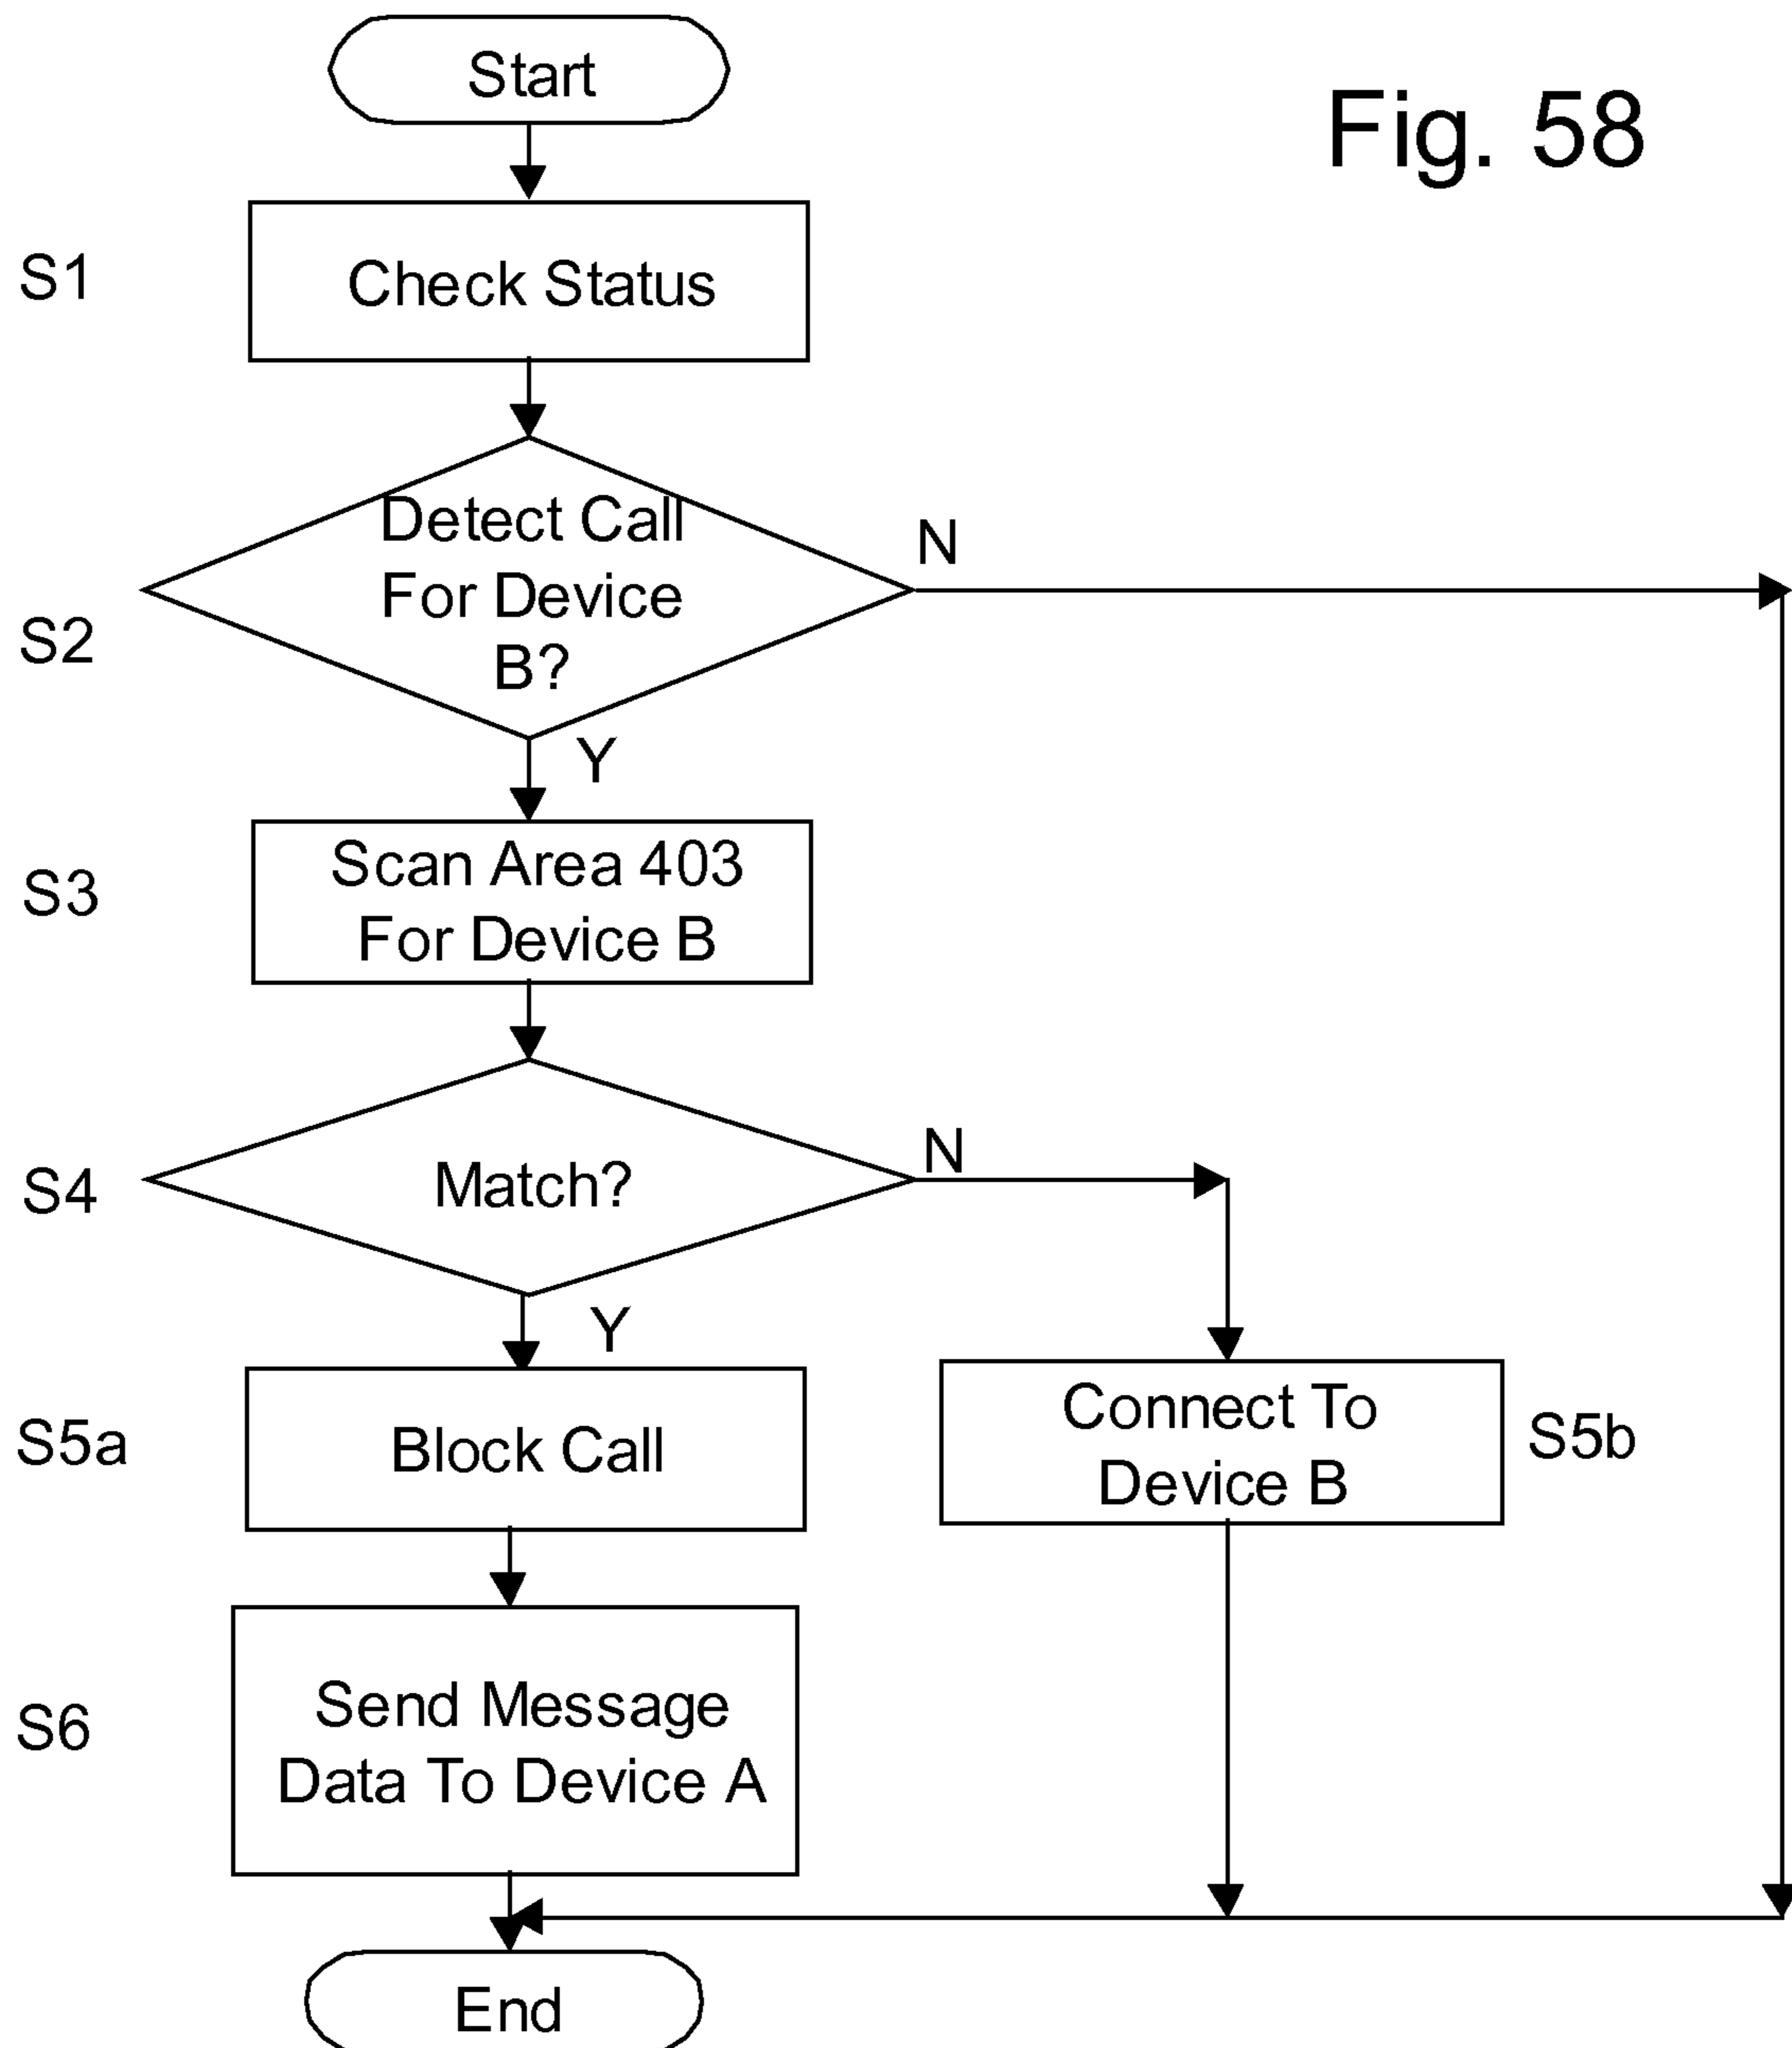 Start
Fig. 58
S1
Check Status
Detect Call
For Device
B?
N
S2
Y
S3
Scan Area 403
For Device B
S4
Match?
N
Y
S5a
Block Call
Connect To
Device B
S5b
S6
Send Message
Data To Device A
End